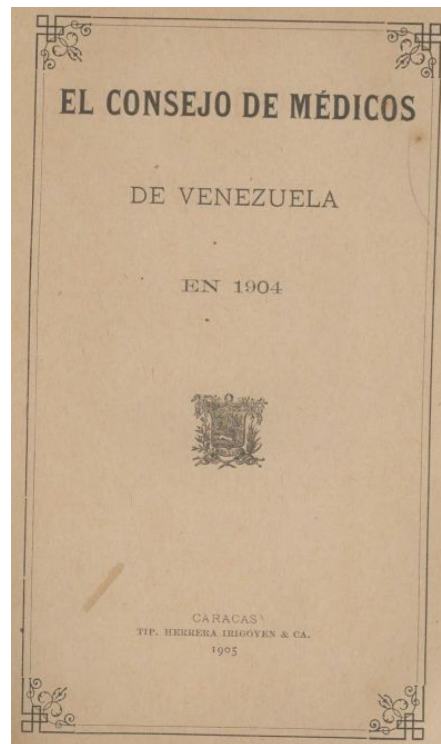 EL CONSEJO DE MÉDICOS
DE VENEZUELA
EN 1904
CARACAS
TIP. HERRERA IRIGOYEN & CA.
1905